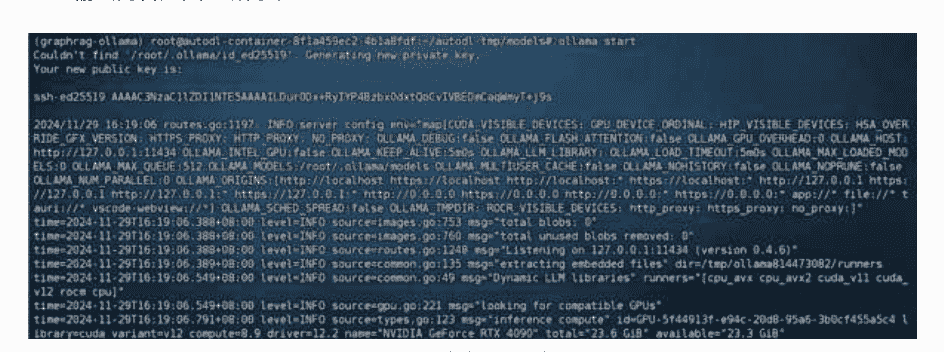 (graphrag-ollama) root@autodl-container-8f1a459ec2-4b1a8fdf:~/autodl-tmp/models# ollama start
Couldn't find '/root/.ollama/id_ed25519'. Generating new private key.
Your new public key is:
ssh-ed25519
2024/11/29 16:19:06 routes.go:1197: INFO server config env="map[CUDA_VISIBLE_DEVICES: GPU_DEVICE_ORDINAL: HIP_VISIBLE_DEVICES: HSA_OVER
RIDE_GFX_VERSION: HTTPS_PROXY: HTTP_PROXY: NO_PROXY: OLLAMA_DEBUG:false OLLAMA_FLASH_ATTENTION:false OLLAMA_GPU_OVERHEAD:0 OLLAMA_HOST:
http://127.0.0.1:11434 OLLAMA_INTEL_GPU:false OLLAMA_KEEP_ALIVE:5m0s OLLAMA_LLM_LIBRARY: OLLAMA_LOAD_TIMEOUT:5m0s OLLAMA_MAX_LOADED_MOD
ELS:0 OLLAMA_MAX_QUEUE:512 OLLAMA_MODELS:/root/.ollama/models OLLAMA_MULTIUSER_CACHE:false OLLAMA_NOHISTORY:false OLLAMA_NOPRUNE:false
OLLAMA_NUM_PARALLEL:0 OLLAMA_ORIGINS:[http://localhost https://localhost http://localhost:* https://localhost:* http://127.0.0.1 https:
//127.0.0.1 http://127.0.0.1:* https://127.0.0.1:* http://0.0.0.0 https://0.0.0.0 http://0.0.0.0:* https://0.0.0.0:* app://* file://* t
auri://* vscode-webview://*] OLLAMA_SCHED_SPREAD:false OLLAMA_TMPDIR: ROCR_VISIBLE_DEVICES: http_proxy: https_proxy: no_proxy:]"
time=2024-11-29T16:19:06.388+08:00 level=INFO source=images.go:753 msg="total blobs: 0"
time=2024-11-29T16:19:06.388+08:00 level=INFO source=images.go:760 msg="total unused blobs removed: 0"
time=2024-11-29T16:19:06.388+08:00 level=INFO source=routes.go:1248 msg="Listening on 127.0.0.1:11434 (version 0.4.6)"
time=2024-11-29T16:19:06.389+08:00 level=INFO source=common.go:135 msg="extracting embedded files" dir=/tmp/ollama814473082/runners
time=2024-11-29T16:19:06.549+08:00 level=INFO source=common.go:49 msg="Dynamic LLM libraries" runners="[cpu_avx cpu_avx2 cuda_v11 cuda_
v12 rocm cpu]"
time=2024-11-29T16:19:06.549+08:00 level=INFO source=gpu.go:221 msg="looking for compatible GPUs"
time=2024-11-29T16:19:06.791+08:00 level=INFO source=types.go:123 msg="inference compute" id=GPU-5f44913f-e94c-20d8-95a6-3b0cf455a5c4 l
ibrary=cuda variant=v12 compute=8.9 driver=12.2 name="NVIDIA GeForce RTX 4090" total="23.6 GiB" available="23.3 GiB"